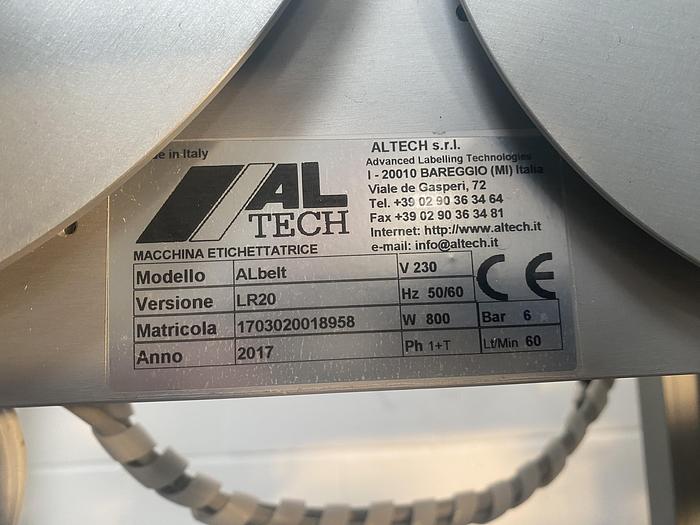 in Italy
AL
TECH
ALTECH s.r.l.
Advanced Labelling Technologies
I - 20010 BAREGGIO (MI) Italia
Viale de Gasperi, 72
Tel. +39 02 90 36 34 64
Fax +39 02 90 36 34 81
Internet: http://www.altech.it
e-mail: info@altech.it
MACCHINA ETICHETTATRICE
Modello ALbelt V 230 CE
Versione LR20 Hz 50/60
Matricola 1703020018958 W 800 Bar 6
Anno 2017 Ph 1+T Lt/Min 60